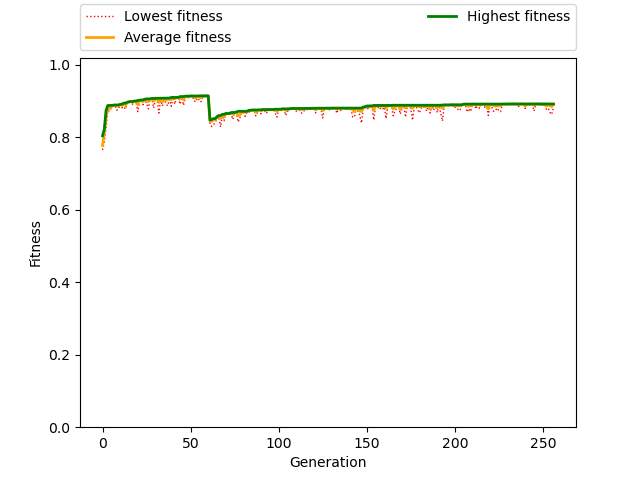 Lowest fitness
Average fitness
Highest fitness
1.0
0.8
0.6
0.4
0.2
0.0
Fitness
0 50 100 150 200 250
Generation